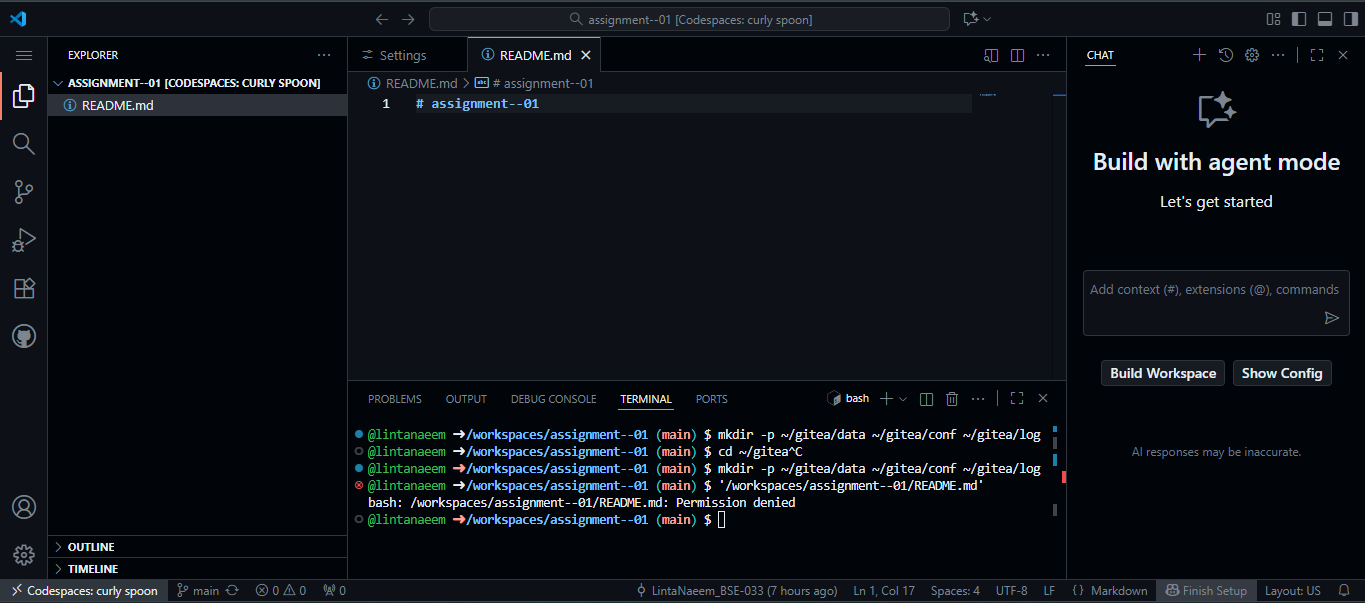 assignment--01 [Codespaces: curly spoon]
EXPLORER
ASSIGNMENT--01 [CODESPACES: CURLY SPOON]
README.md
OUTLINE
TIMELINE
Settings
README.md
README.md > # assignment--01
1 # assignment--01
PROBLEMS OUTPUT DEBUG CONSOLE TERMINAL PORTS
bash
@lintanaeem ➜/workspaces/assignment--01 (main) $ mkdir -p ~/gitea/data ~/gitea/conf ~/gitea/log
@lintanaeem ➜/workspaces/assignment--01 (main) $ cd ~/gitea^C
@lintanaeem ➜/workspaces/assignment--01 (main) $ mkdir -p ~/gitea/data ~/gitea/conf ~/gitea/log
@lintanaeem ➜/workspaces/assignment--01 (main) $ '/workspaces/assignment--01/README.md'
bash: /workspaces/assignment--01/README.md: Permission denied
@lintanaeem ➜/workspaces/assignment--01 (main) $
CHAT
Build with agent mode
Let's get started
Add context (#), extensions (@), commands
Build Workspace
Show Config
AI responses may be inaccurate.
Codespaces: curly spoon main 0 0 0 LintaNaeem_BSE-033 (7 hours ago) Ln 1, Col 17 Spaces: 4 UTF-8 LF {} Markdown Finish Setup Layout: US